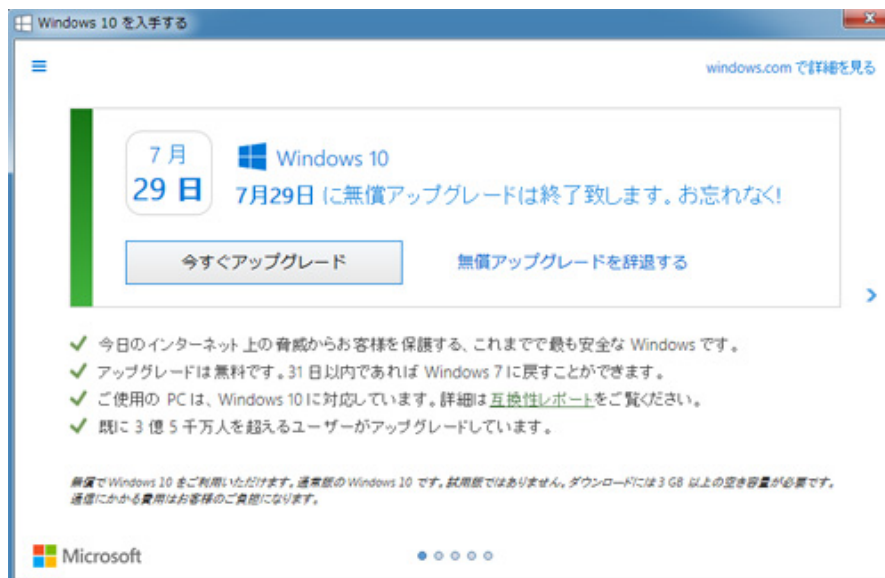 Windows 10 を入手する
windows.com で詳細を見る
7 月
29 日
Windows 10
7月29日 に無償アップグレードは終了致します。お忘れなく!
今すぐアップグレード
無償アップグレードを辞退する
今日のインターネット上の脅威からお客様を保護する、これまでで最も安全な Windows です。
アップグレードは無料です。31 日以内であれば Windows 7 に戻すことができます。
ご使用の PC は、Windows 10 に対応しています。詳細は互換性レポートをご覧ください。
既に 3 億 5 千万人を超えるユーザーがアップグレードしています。
無償で Windows 10 をご利用いただけます。通常版の Windows 10 です。試用版ではありません。ダウンロードには 3 GB 以上の空き容量が必要です。
通信にかかる費用はお客様のご負担になります。
Microsoft